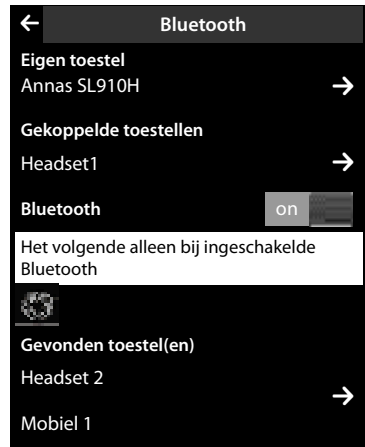 Bluetooth
Eigen toestel
Annas SL910H
Gekoppelde toestellen
Headset1
Bluetooth on
Het volgende alleen bij ingeschakelde
Bluetooth
Gevonden toestel(en)
Headset 2
Mobiel 1